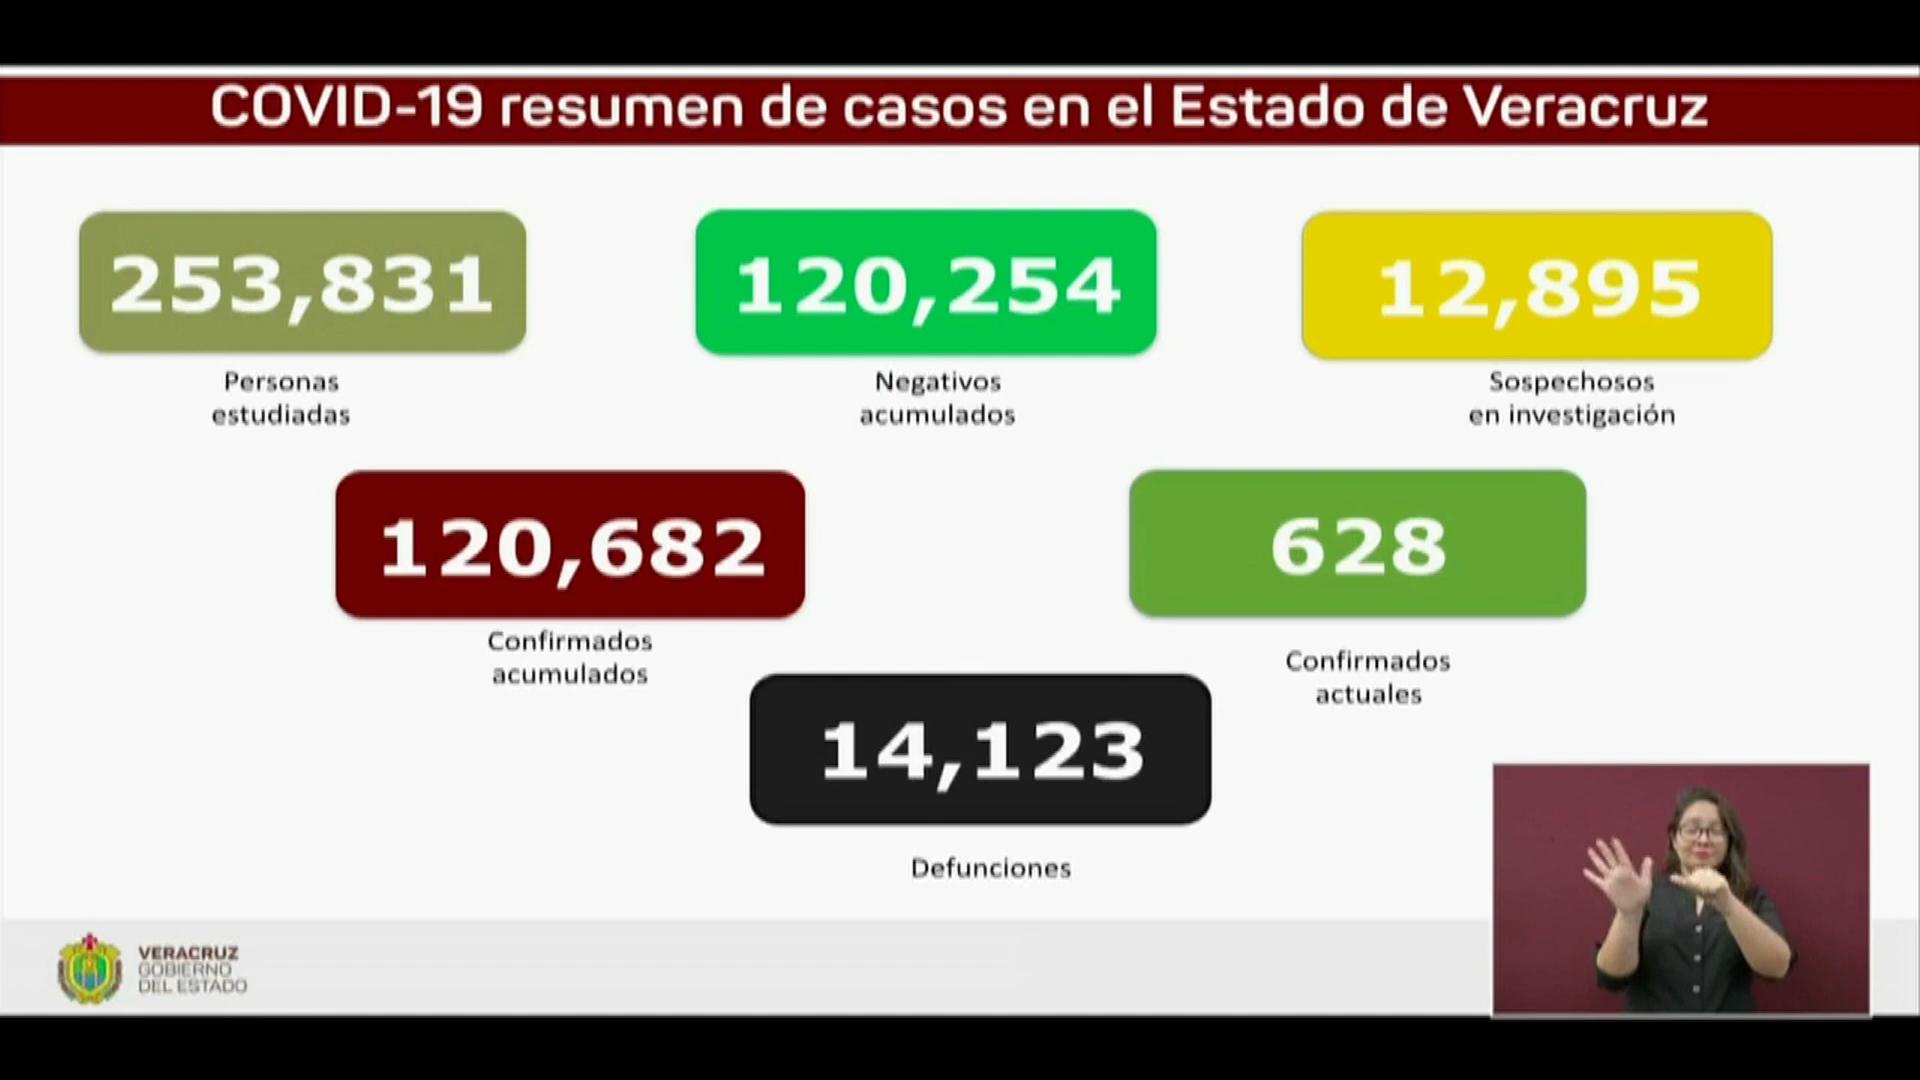 COVID-19 resumen de casos en el Estado de Veracruz
253,831
Personas
estudiadas
120,254
Negativos
acumulados
12,895
Sospechosos
en investigación
120,682
Confirmados
acumulados
628
Confirmados
actuales
14,123
Defunciones
VERACRUZ
GOBIERNO
DEL ESTADO